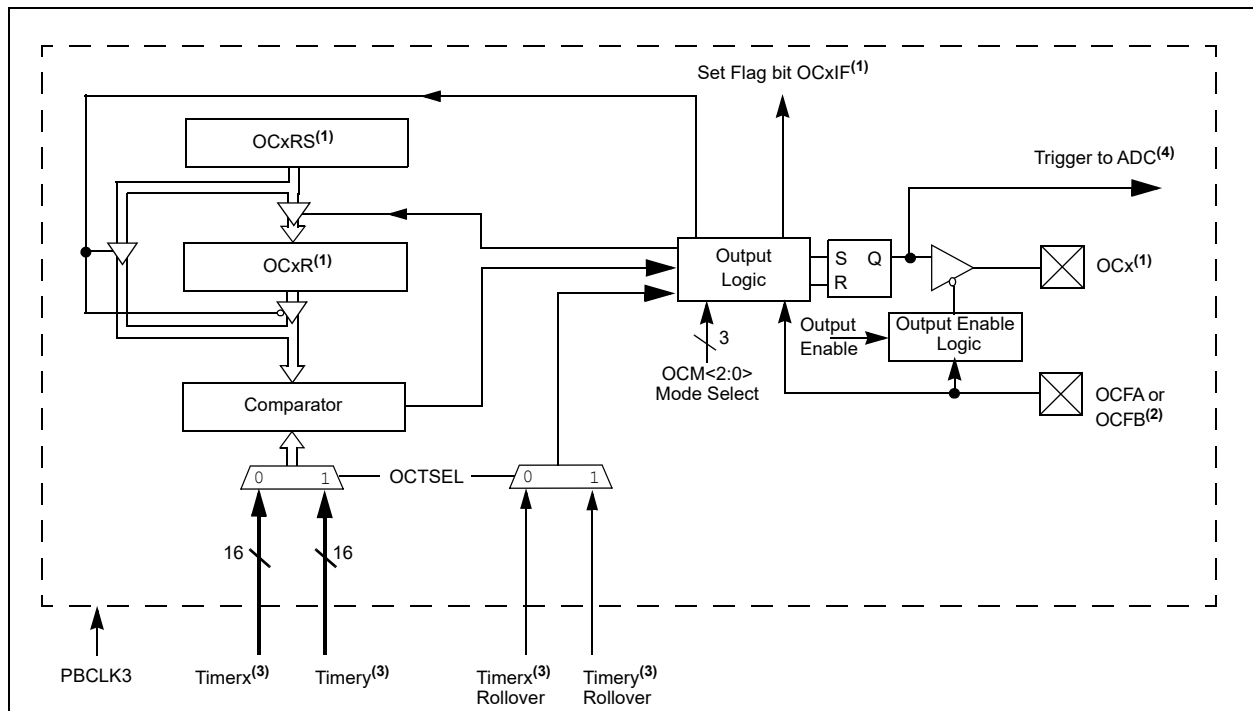 Set Flag bit OCxIF(1)
OCxRS(1)
Trigger to ADC(4)
OCxR(1)
Output
Logic
S Q
R
OCx(1)
3
Output
Enable
Output Enable
Logic
OCM<2:0>
Mode Select
Comparator
OCFA or
OCFB(2)
0 1
OCTSEL
0 1
16
16
PBCLK3
Timerx(3)
Timery(3)
Timerx(3)
Rollover
Timery(3)
Rollover